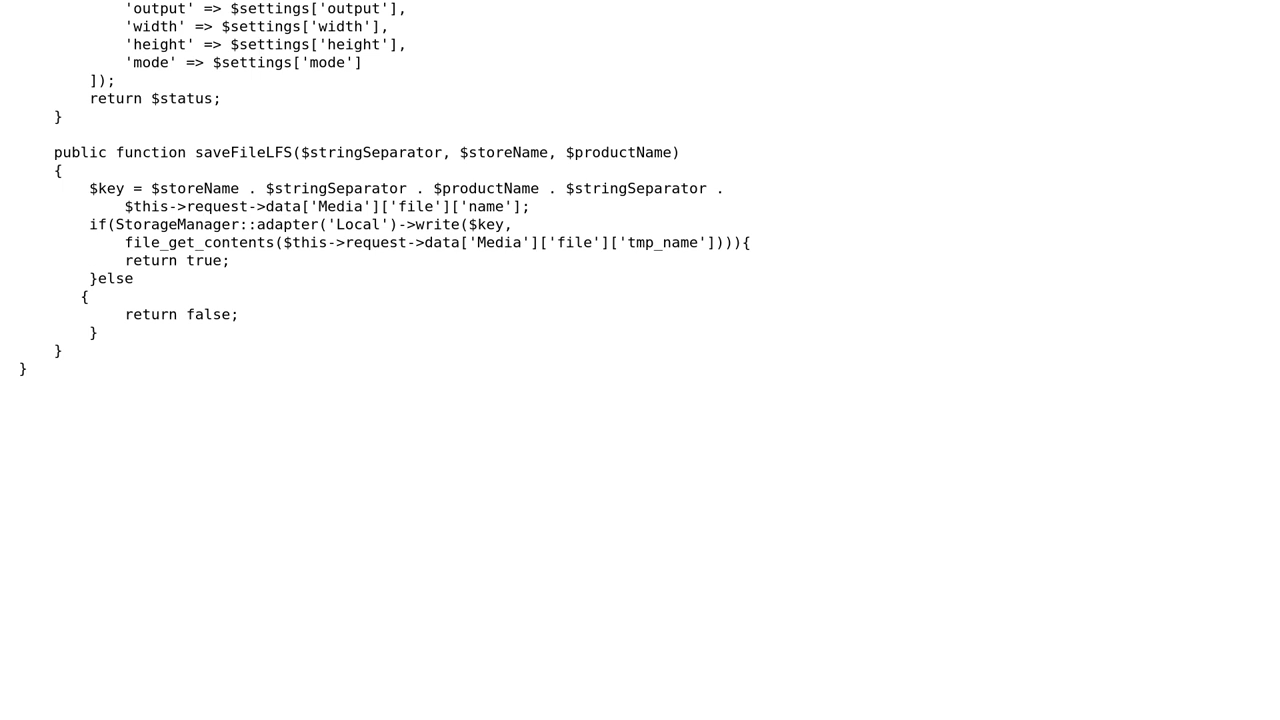 'output' => $settings['output'],
            'width' => $settings['width'],
            'height' => $settings['height'],
            'mode' => $settings['mode']
        ]);
        return $status;
    }

    public function saveFileLFS($stringSeparator, $storeName, $productName)
    {
        $key = $storeName . $stringSeparator . $productName . $stringSeparator .
            $this->request->data['Media']['file']['name'];
        if(StorageManager::adapter('Local')->write($key,
            file_get_contents($this->request->data['Media']['file']['tmp_name']))){
            return true;
        }else
       {
            return false;
        }
    }
}